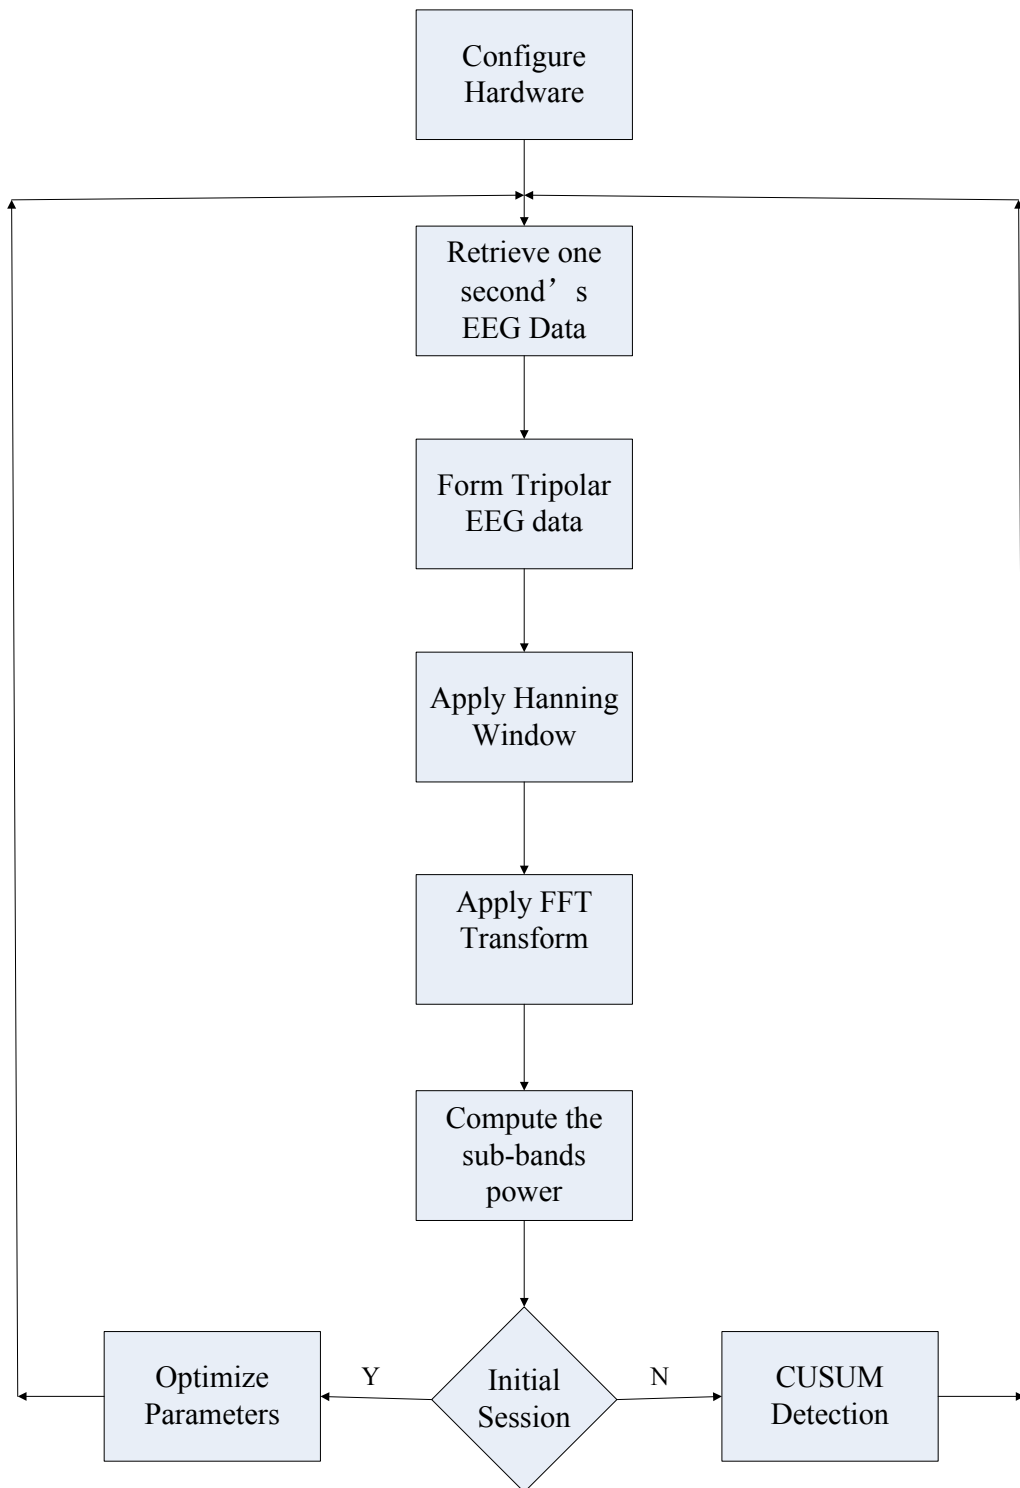 Configure
Hardware
Retrieve one
second’ s
EEG Data
Form Tripolar
EEG data
Apply Hanning
Window
Apply FFT
Transform
Compute the
sub-bands
power
Optimize
Parameters
Y
Initial
Session
N
CUSUM
Detection